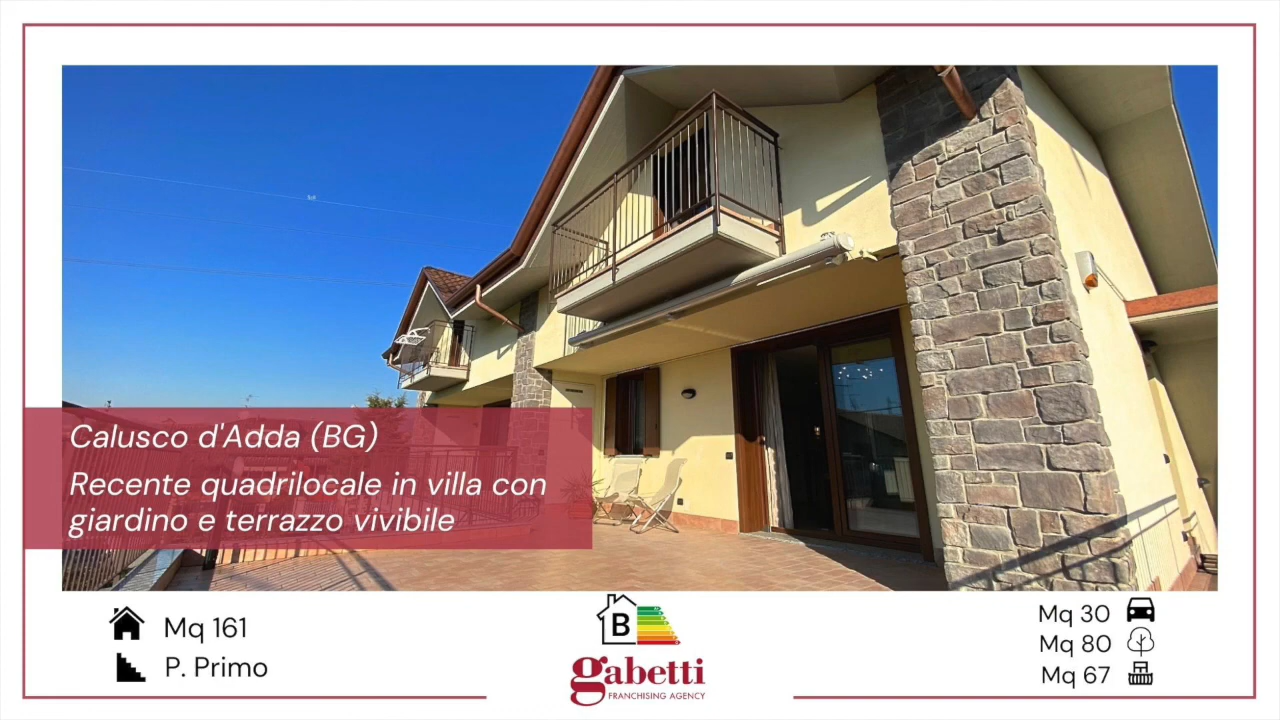 Calusco d'Adda (BG)
Recente quadrilocale in villa con
giardino e terrazzo vivibile
Mq 161
P. Primo
B
gabetti
FRANCHISING AGENCY
Mq 30
Mq 80
Mq 67